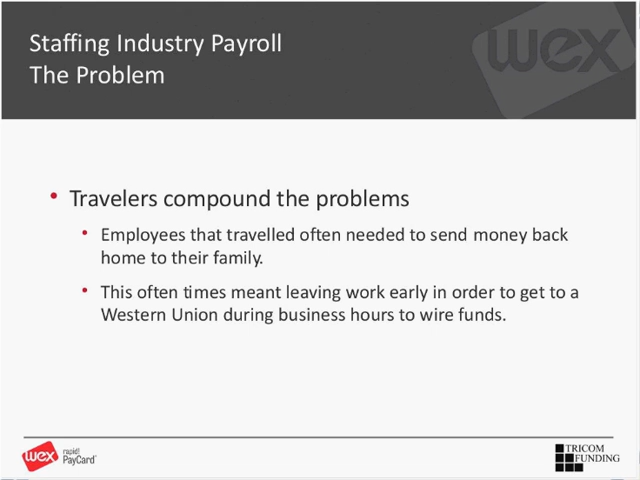 Staffing Industry Payroll
The Problem
wex
• Travelers compound the problems
• Employees that travelled often needed to send money back
home to their family.
• This often times meant leaving work early in order to get to a
Western Union during business hours to wire funds.
wex
rapid!
PayCard
TRICOM
FUNDING